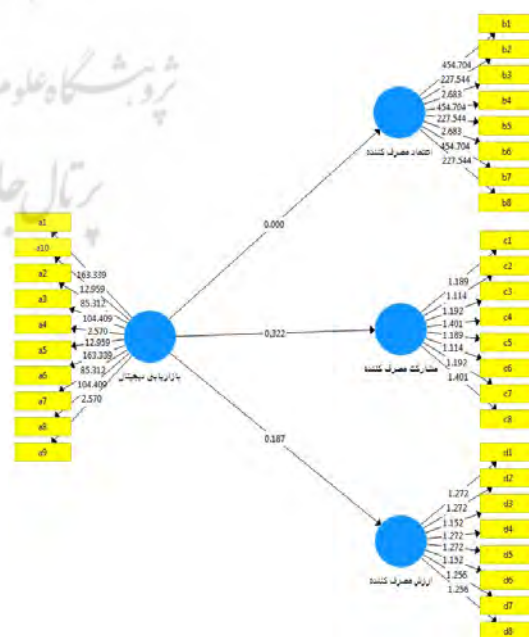 پرتال جا
b1
b2
b3
b4
b5
b6
b7
b8
454.704
227.544
2.683
454.704
227.544
2.683
454.704
227.544
اعتماد مصرف کننده
0.000
a1
a10
a2
a3
a4
a5
a6
a7
a8
a9
163.339
12.959
85.312
104.409
2.570
12.959
163.339
85.312
104.409
2.570
بازاریابی دیجیتال
0.322
c1
c2
c3
c4
c5
c6
c7
c8
1.189
1.114
1.192
1.401
1.189
1.114
1.192
1.401
مشارکت مصرف کننده
0.187
d1
d2
d3
d4
d5
d6
d7
d8
1.272
1.272
1.152
1.272
1.272
1.152
1.256
1.256
ارزش مصرف کننده